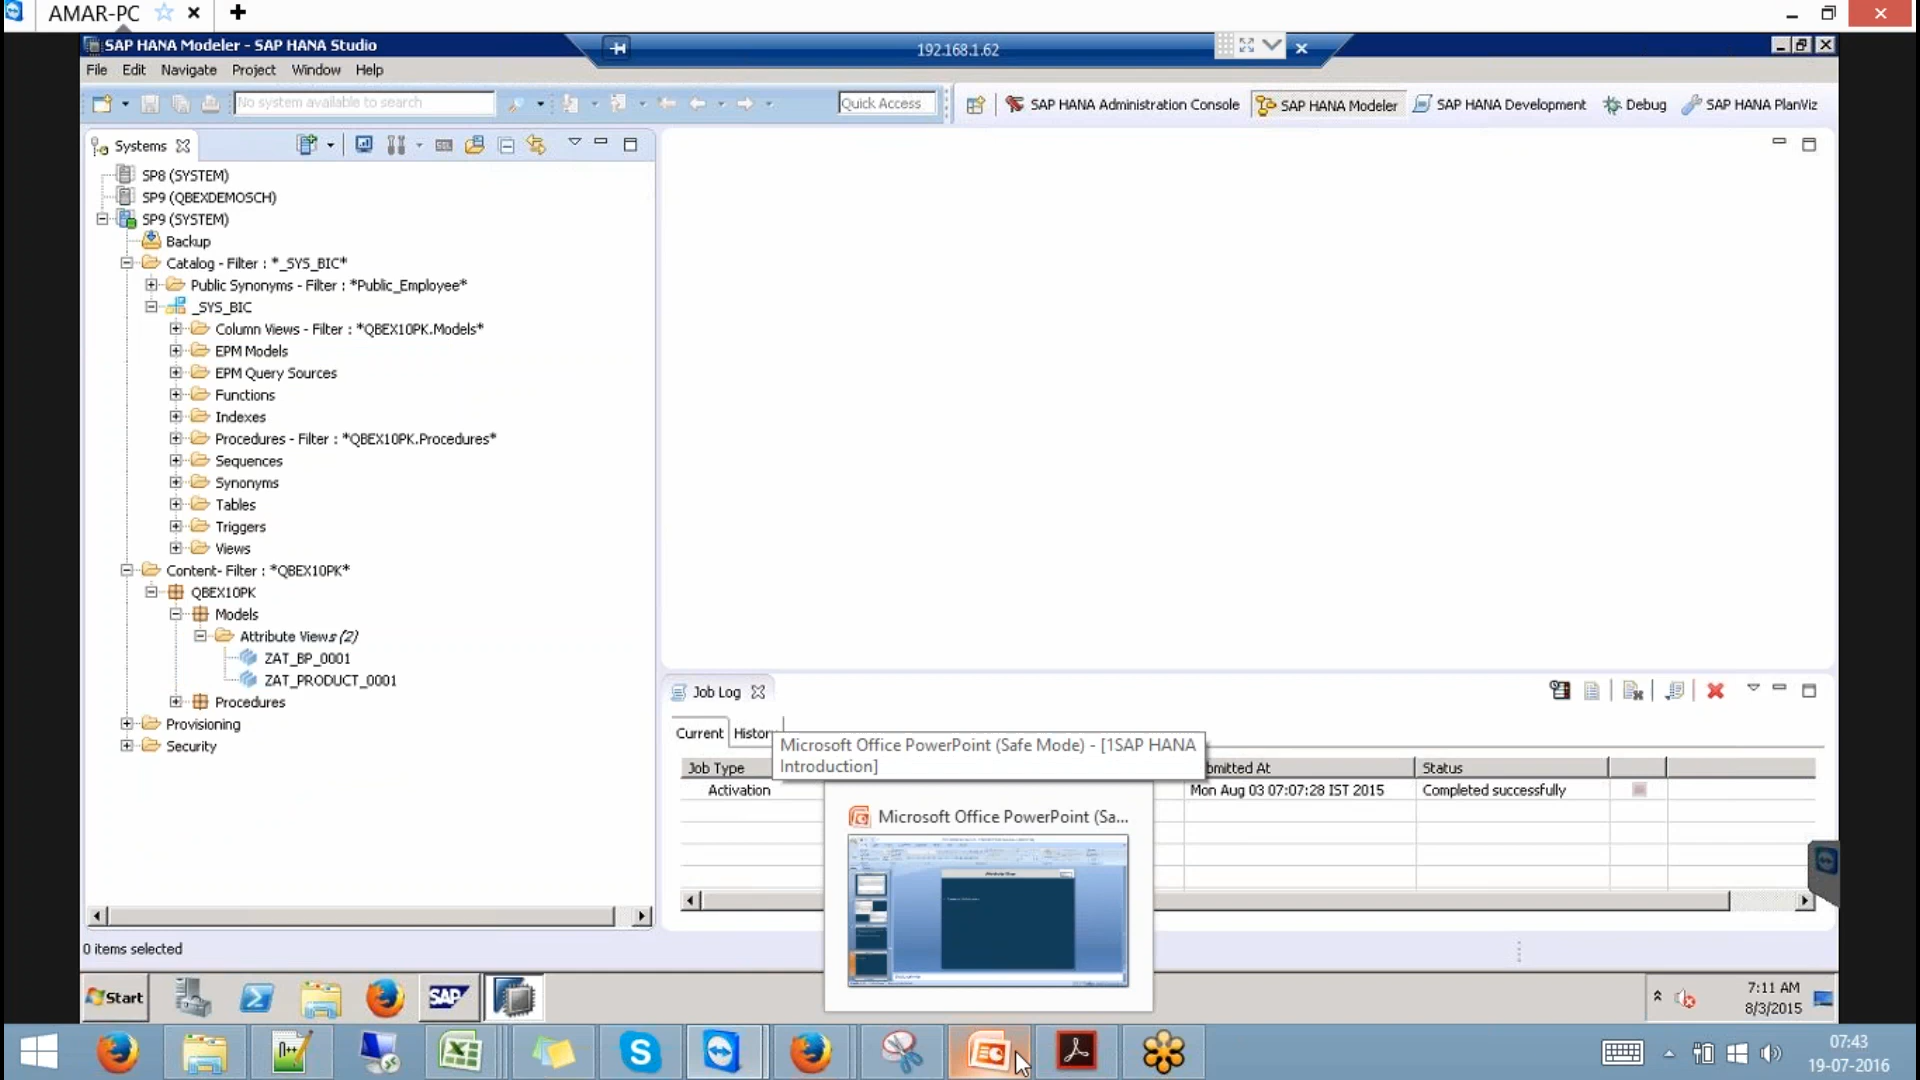 AMAR-PC
SAP HANA Modeler - SAP HANA Studio
192.168.1.62
File Edit Navigate Project Window Help
No system available to search
Quick Access
SAP HANA Administration Console
SAP HANA Modeler
SAP HANA Development
Debug
SAP HANA PlanViz
Systems
SP8 (SYSTEM)
SP9 (QBEXDEMOSCH)
SP9 (SYSTEM)
Backup
Catalog - Filter : *_SYS_BIC*
Public Synonyms - Filter : *Public_Employee*
_SYS_BIC
Column Views - Filter : *QBEX10PK.Models*
EPM Models
EPM Query Sources
Functions
Indexes
Procedures - Filter : *QBEX10PK.Procedures*
Sequences
Synonyms
Tables
Triggers
Views
Content- Filter : *QBEX10PK*
QBEX10PK
Models
Attribute Views (2)
ZAT_BP_0001
ZAT_PRODUCT_0001
Procedures
Provisioning
Security
0 items selected
Job Log
Current History
Microsoft Office PowerPoint (Safe Mode) - [1SAP HANA
Introduction]
Job Type bmitted At Status
Activation Mon Aug 03 07:07:28 IST 2015 Completed successfully
Microsoft Office PowerPoint (Sa...
Start
SAP
7:11 AM
8/3/2015
07:43
19-07-2016